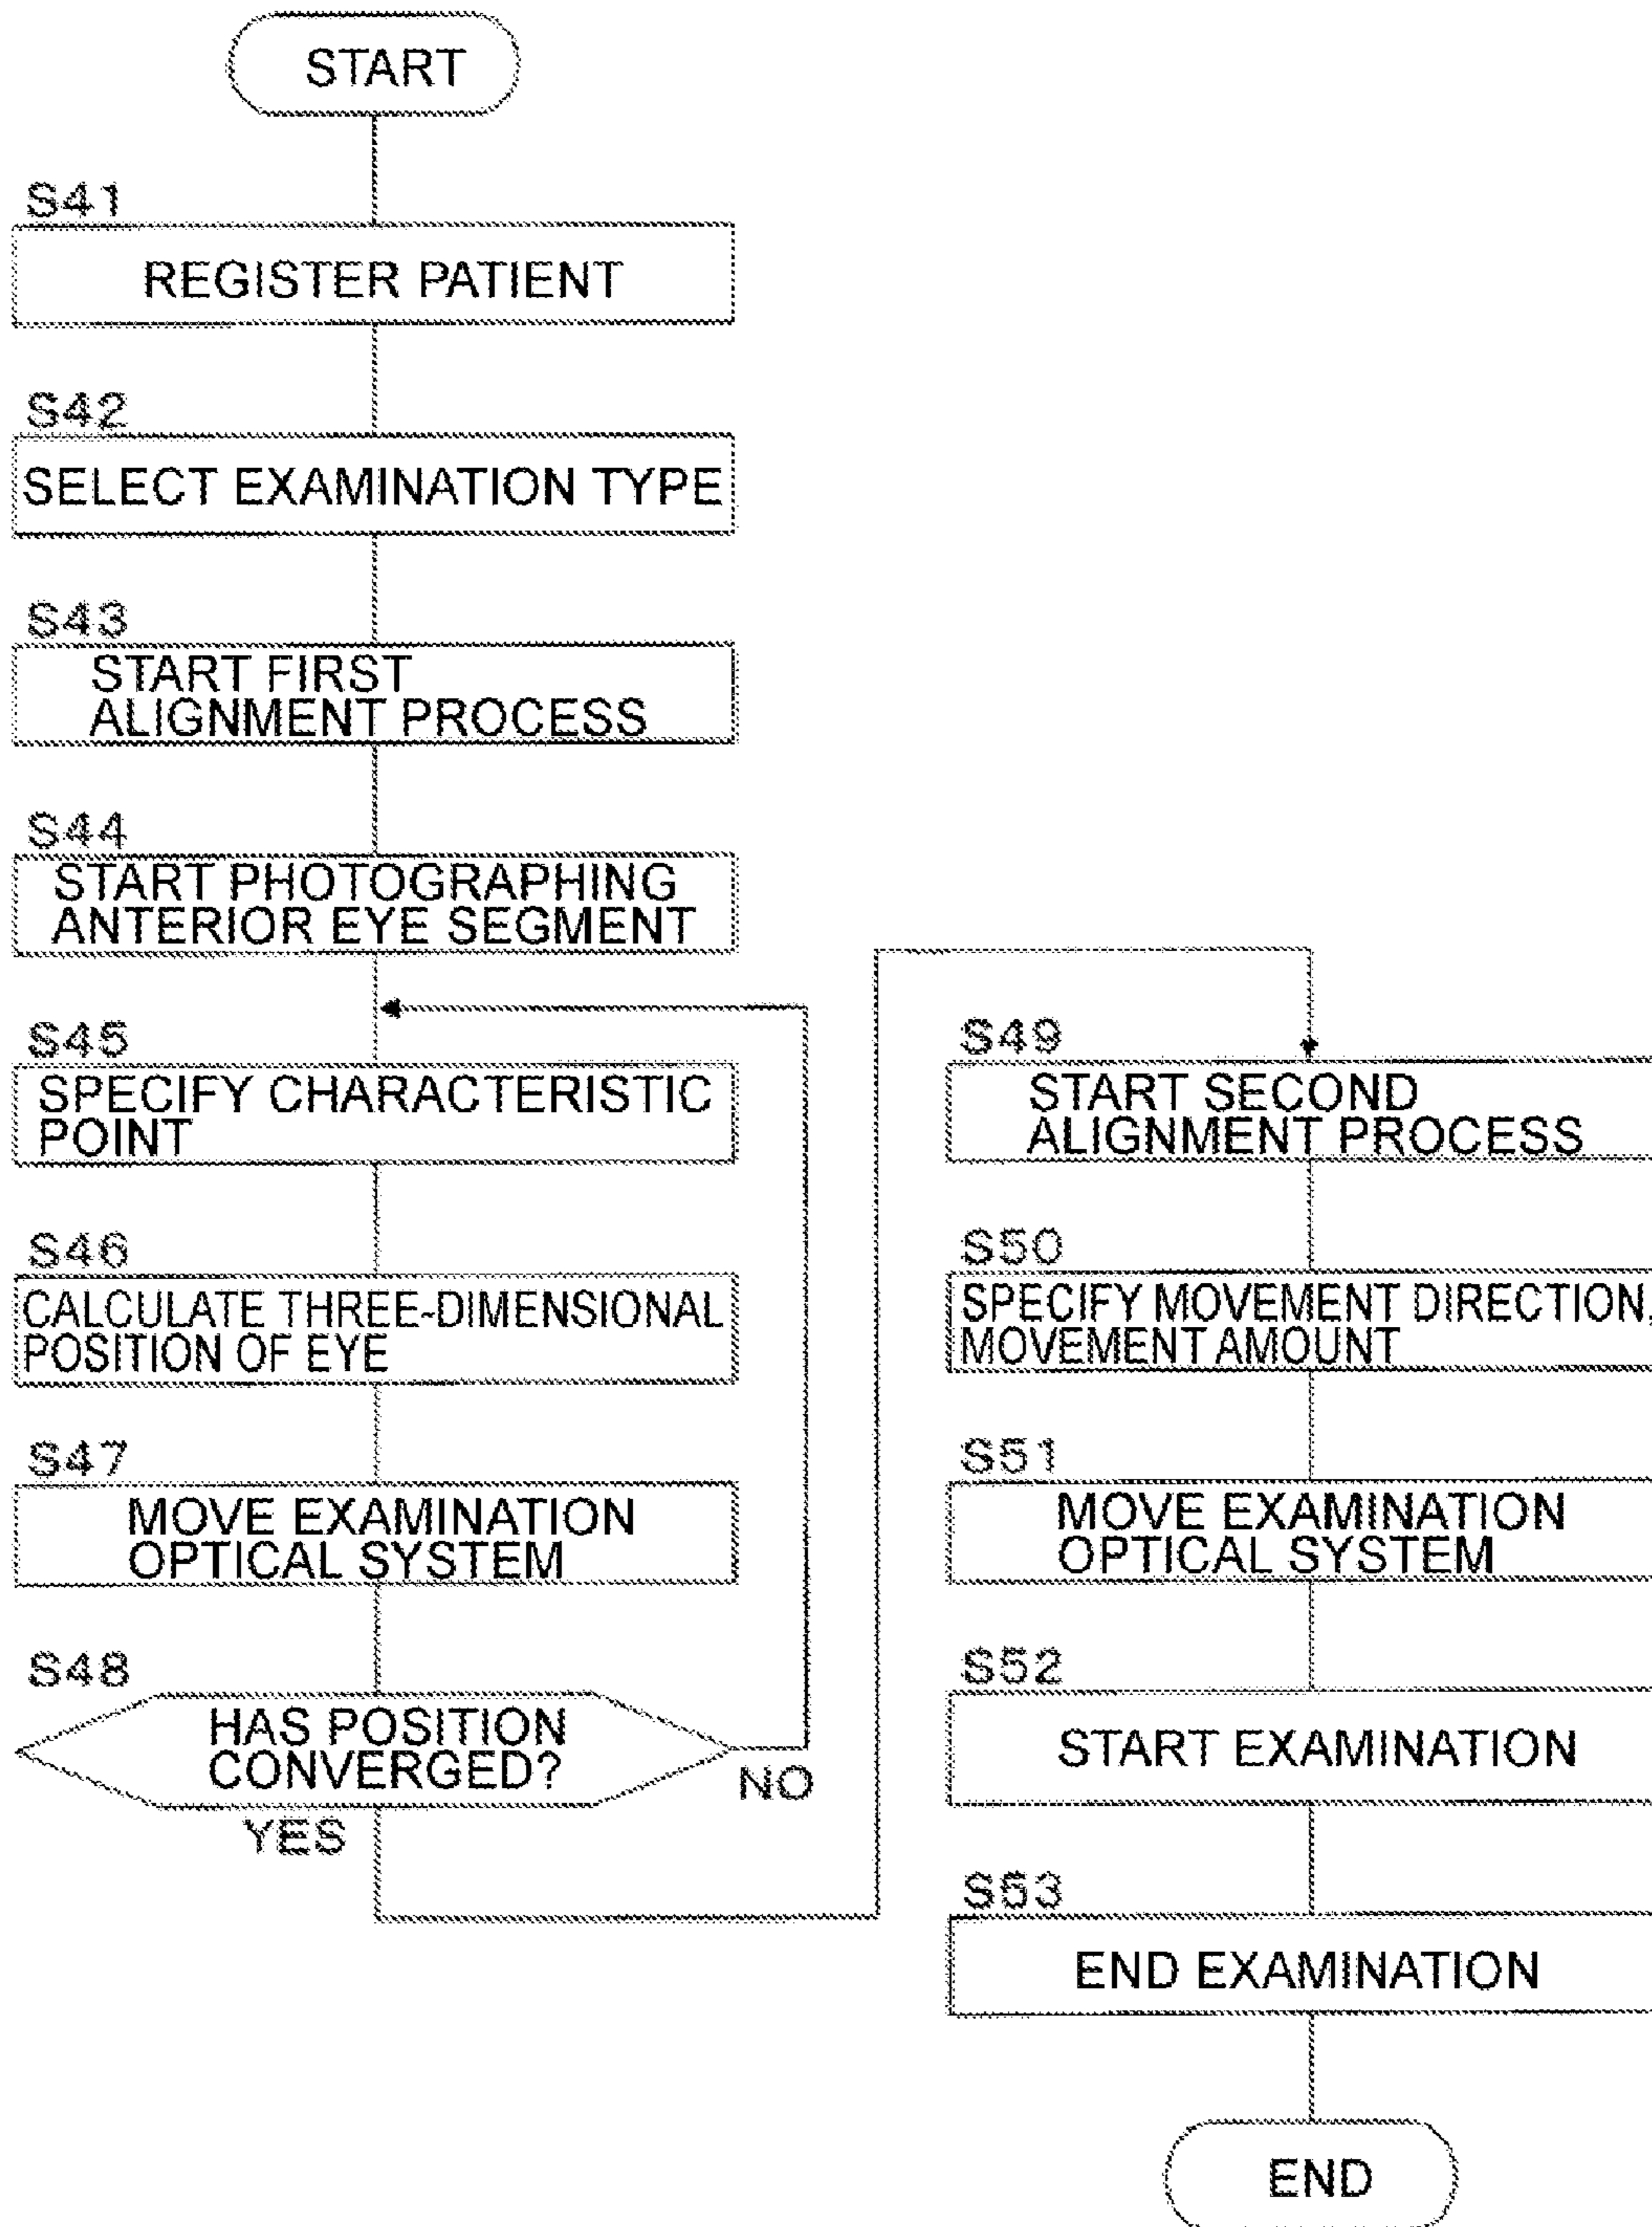 START
S41
REGISTER PATIENT
S42
SELECT EXAMINATION TYPE
S43
START FIRST
ALIGNMENT PROCESS
S44
START PHOTOGRAPHING
ANTERIOR EYE SEGMENT
S45
SPECIFY CHARACTERISTIC
POINT
S46
CALCULATE THREE-DIMENSIONAL
POSITION OF EYE
S47
MOVE EXAMINATION
OPTICAL SYSTEM
S48
HAS POSITION
CONVERGED?
NO
YES
S49
START SECOND
ALIGNMENT PROCESS
S50
SPECIFY MOVEMENT DIRECTION,
MOVEMENT AMOUNT
S51
MOVE EXAMINATION
OPTICAL SYSTEM
S52
START EXAMINATION
S53
END EXAMINATION
END